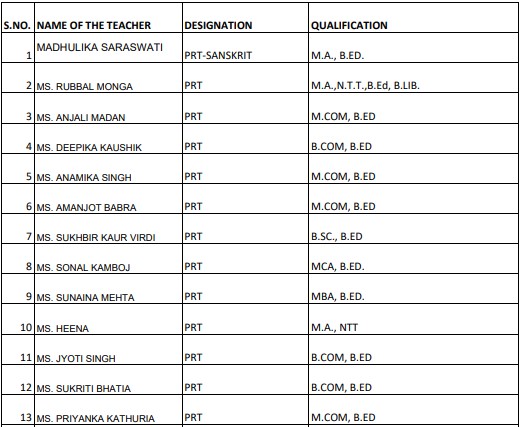 S.NO. NAME OF THE TEACHER DESIGNATION QUALIFICATION
1 MADHULIKA SARASWATI PRT-SANSKRIT M.A., B.ED.
2 MS. RUBBAL MONGA PRT M.A.,N.T.T.,B.Ed, B.LIB.
3 MS. ANJALI MADAN PRT M.COM, B.ED
4 MS. DEEPIKA KAUSHIK PRT B.COM, B.ED
5 MS. ANAMIKA SINGH PRT M.COM, B.ED
6 MS. AMANJOT BABRA PRT M.COM, B.ED
7 MS. SUKHBIR KAUR VIRDI PRT B.SC., B.ED
8 MS. SONAL KAMBOJ PRT MCA, B.ED.
9 MS. SUNAINA MEHTA PRT MBA, B.ED.
10 MS. HEENA PRT M.A., NTT
11 MS. JYOTI SINGH PRT B.COM, B.ED
12 MS. SUKRITI BHATIA PRT B.COM, B.ED
13 MS. PRIYANKA KATHURIA PRT M.COM, B.ED